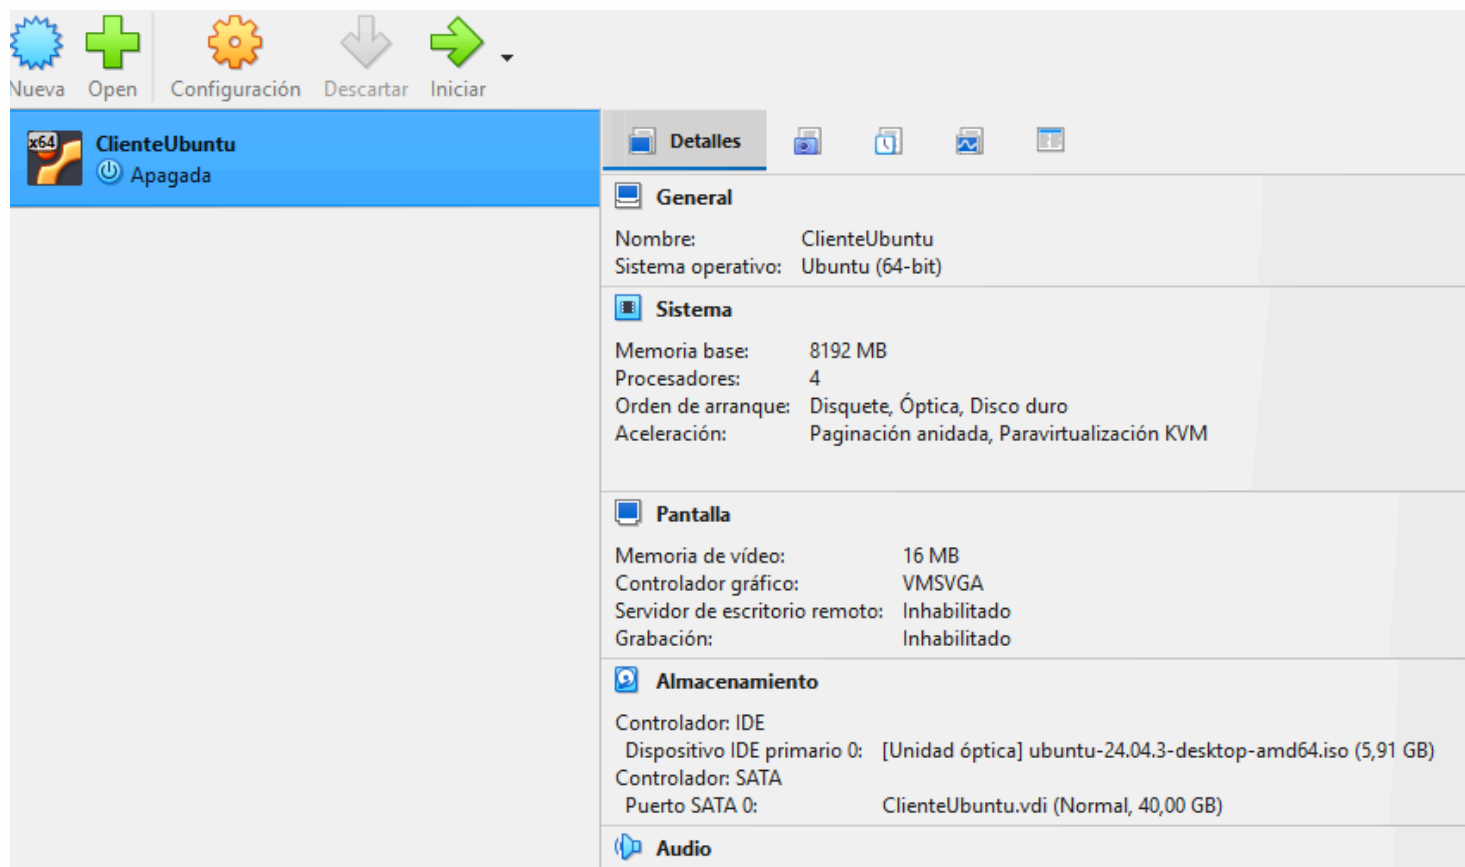 Nueva Open Configuración Descartar Iniciar
x64 ClienteUbuntu
Apagada
Detalles
General
Nombre: ClienteUbuntu
Sistema operativo: Ubuntu (64-bit)
Sistema
Memoria base: 8192 MB
Procesadores: 4
Orden de arranque: Disquete, Óptica, Disco duro
Aceleración: Paginación anidada, Paravirtualización KVM
Pantalla
Memoria de vídeo: 16 MB
Controlador gráfico: VMSVGA
Servidor de escritorio remoto: Inhabilitado
Grabación: Inhabilitado
Almacenamiento
Controlador: IDE
Dispositivo IDE primario 0: [Unidad óptica] ubuntu-24.04.3-desktop-amd64.iso (5,91 GB)
Controlador: SATA
Puerto SATA 0: ClienteUbuntu.vdi (Normal, 40,00 GB)
Audio